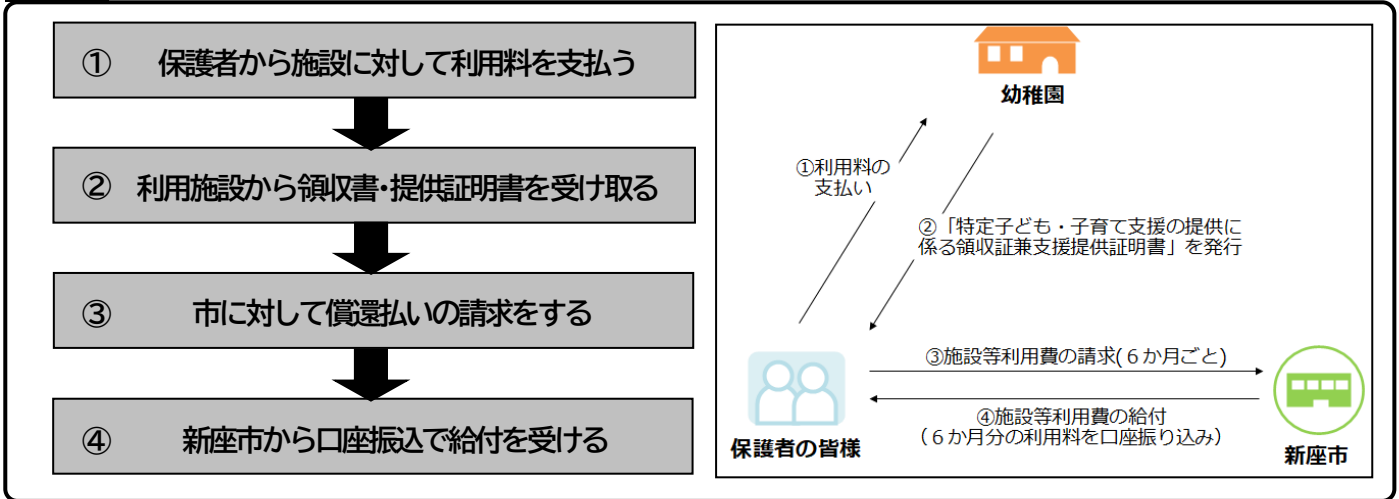 ① 保護者から施設に対して利用料を支払う
② 利用施設から領収書・提供証明書を受け取る
③ 市に対して償還払いの請求をする
④ 新座市から口座振込で給付を受ける
幼稚園
①利用料の
支払い
②「特定子ども・子育て支援の提供に
係る領収証兼支援提供証明書」を発行
③施設等利用費の請求(６か月ごと)
④施設等利用費の給付
（６か月分の利用料を口座振り込み）
保護者の皆様
新座市